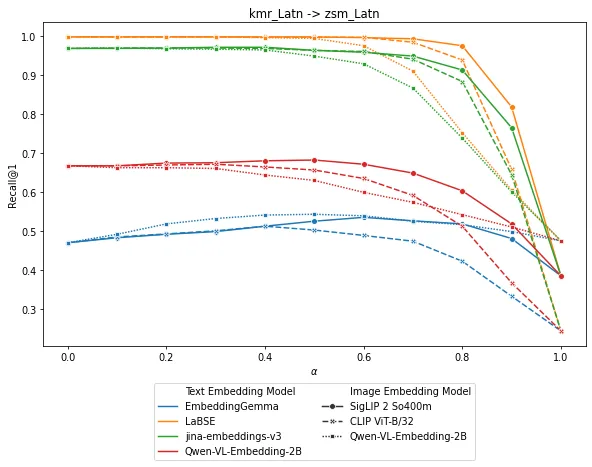 kmr_Latn -> zsm_Latn
1.0
0.9
0.8
0.7
0.6
0.5
0.4
0.3
Recall@1
0.0
0.2
0.4
0.6
0.8
1.0
α
Text Embedding Model
EmbeddingGemma
LaBSE
jina-embeddings-v3
Qwen-VL-Embedding-2B
Image Embedding Model
SigLIP 2 So400m
CLIP ViT-B/32
Qwen-VL-Embedding-2B